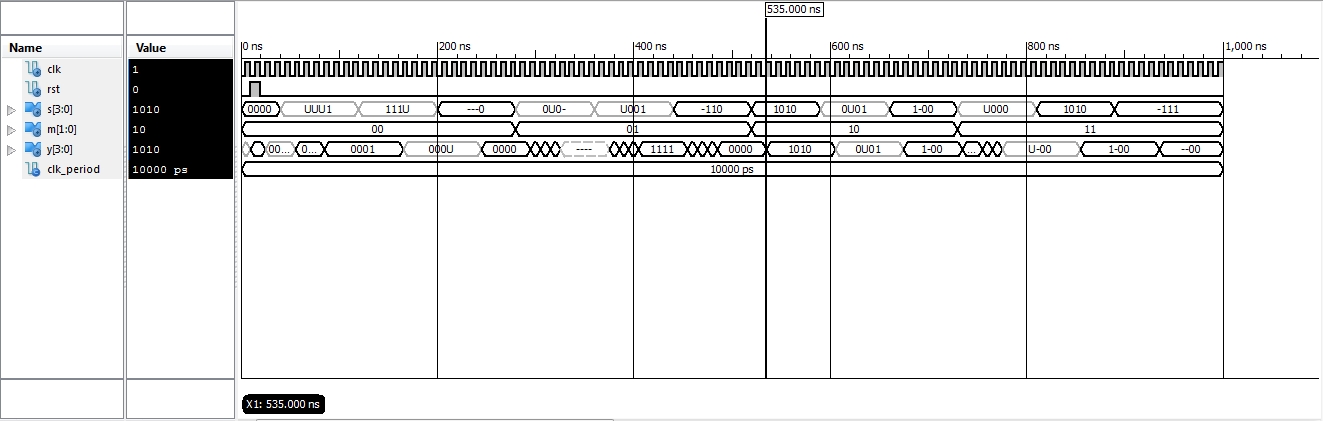 535.000 ns
Name Value 0 ns 200 ns 400 ns 600 ns 800 ns 1,000 ns
clk 1
rst 0
s[3:0] 1010 0000 UUU1 111U ---0 0U0- U001 -110 1010 0U01 1-00 U000 1010 -111
m[1:0] 10 00 01 10 11
y[3:0] 1010 00... 0... 0001 000U 0000 ---- 1111 0000 1010 0U01 1-00 ... U-00 1-00 --00
clk_period 10000 ps 10000 ps
X1: 535.000 ns